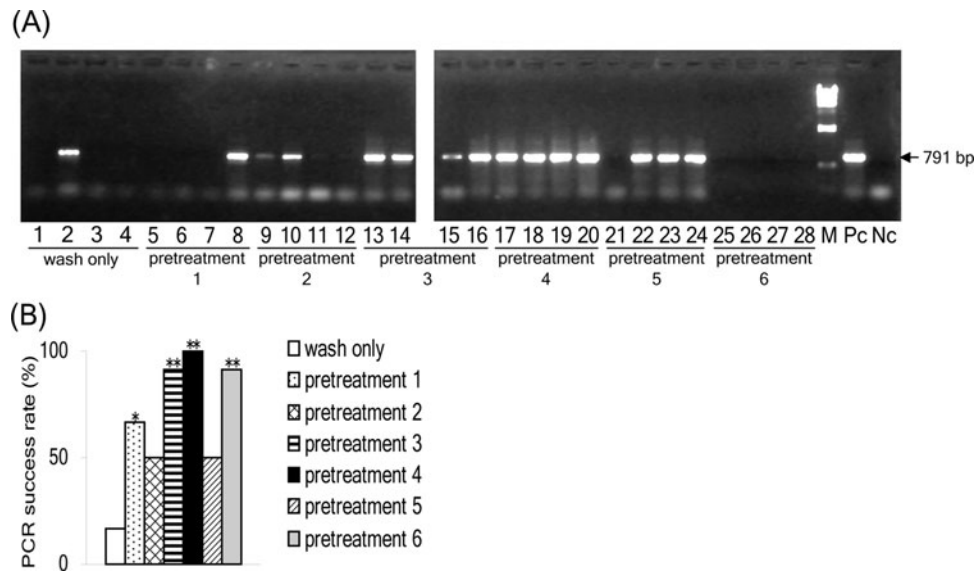 (A)
791 bp
1 2 3 4 5 6 7 8 9 10 11 12 13 14 15 16 17 18 19 20 21 22 23 24 25 26 27 28 M Pc Nc
wash only pretreatment pretreatment pretreatment pretreatment pretreatment pretreatment
1 2 3 4 5 6
(B)
PCR success rate (%)
100
50
0
*
**
**
**
wash only
pretreatment 1
pretreatment 2
pretreatment 3
pretreatment 4
pretreatment 5
pretreatment 6